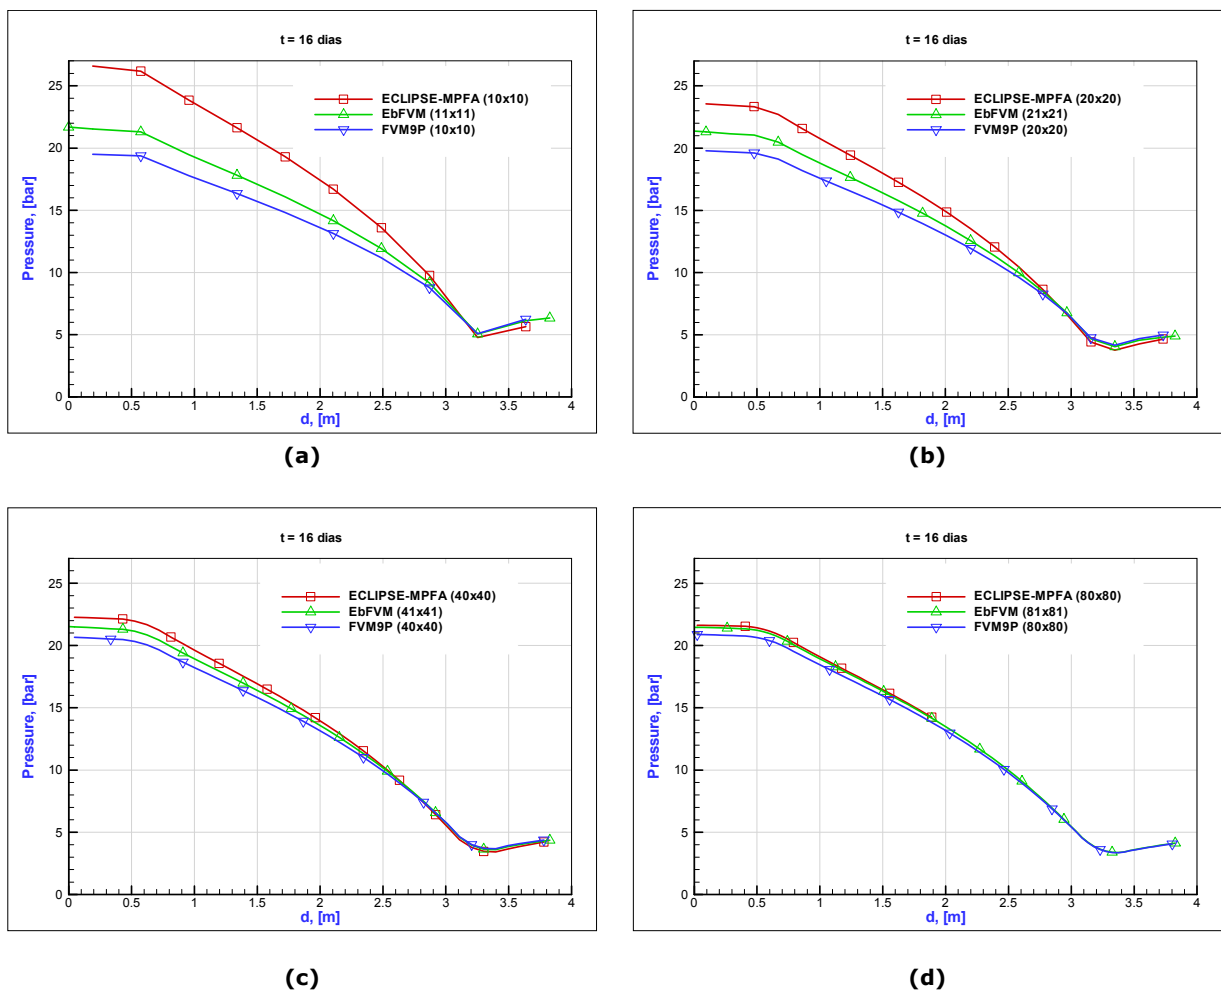 t = 16 dias
ECLIPSE-MPFA (10x10)
EbFVM (11x11)
FVM9P (10x10)
Pressure, [bar]
25
20
15
10
5
0
0 0.5 1 1.5 2 2.5 3 3.5 4
d, [m]
(a)
t = 16 dias
ECLIPSE-MPFA (20x20)
EbFVM (21x21)
FVM9P (20x20)
Pressure, [bar]
25
20
15
10
5
0
0 0.5 1 1.5 2 2.5 3 3.5 4
d, [m]
(b)
t = 16 dias
ECLIPSE-MPFA (40x40)
EbFVM (41x41)
FVM9P (40x40)
Pressure, [bar]
25
20
15
10
5
0
0 0.5 1 1.5 2 2.5 3 3.5 4
d, [m]
(c)
t = 16 dias
ECLIPSE-MPFA (80x80)
EbFVM (81x81)
FVM9P (80x80)
Pressure, [bar]
25
20
15
10
5
0
0 0.5 1 1.5 2 2.5 3 3.5 4
d, [m]
(d)